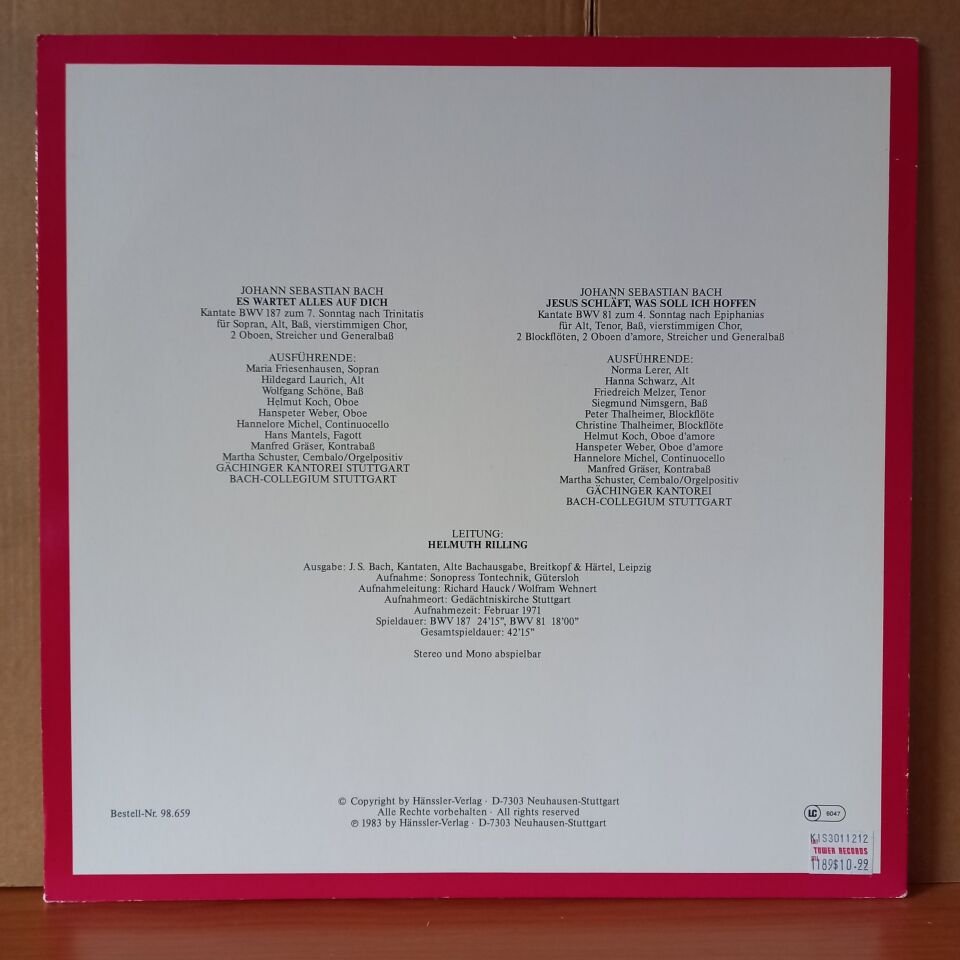 JOHANN SEBASTIAN BACH
ES WARTET ALLES AUF DICH
Kantate BWV 187 zum 7. Sonntag nach Trinitatis
für Sopran, Alt, Baß, vierstimmigen Chor,
2 Oboen, Streicher und Generalbaß
AUSFÜHRENDE:
Maria Friesenhausen, Sopran
Hildegard Laurich, Alt
Wolfgang Schöne, Baß
Helmut Koch, Oboe
Hanspeter Weber, Oboe
Hannelore Michel, Continuocello
Hans Mantels, Fagott
Manfred Gräser, Kontrabaß
Martha Schuster, Cembalo/Orgelpositiv
GÄCHINGER KANTOREI STUTTGART
BACH-COLLEGIUM STUTTGART
JOHANN SEBASTIAN BACH
JESUS SCHLÄFT, WAS SOLL ICH HOFFEN
Kantate BWV 81 zum 4. Sonntag nach Epiphanias
für Alt, Tenor, Baß, vierstimmigen Chor,
2 Blockflöten, 2 Oboen d'amore, Streicher und Generalbaß
AUSFÜHRENDE:
Norma Lerer, Alt
Hanna Schwarz, Alt
Friedreich Melzer, Tenor
Siegmund Nimsgern, Baß
Peter Thalheimer, Blockflöte
Christine Thalheimer, Blockflöte
Helmut Koch, Oboe d'amore
Hanspeter Weber, Oboe d'amore
Hannelore Michel, Continuocello
Manfred Gräser, Kontrabaß
Martha Schuster, Cembalo/Orgelpositiv
GÄCHINGER KANTOREI
BACH-COLLEGIUM STUTTGART
LEITUNG:
HELMUTH RILLING
Ausgabe: J. S. Bach, Kantaten, Alte Bachausgabe, Breitkopf & Härtel, Leipzig
Aufnahme: Sonopress Tontechnik, Gütersloh
Aufnahmeleitung: Richard Hauck / Wolfram Wehnert
Aufnahmeort: Gedächtniskirche Stuttgart
Aufnahmezeit: Februar 1971
Spieldauer: BWV 187 24'15", BWV 81 18'00"
Gesamtspieldauer: 42'15"
Stereo und Mono abspielbar
Bestell-Nr. 98.659
© Copyright by Hänssler-Verlag · D-7303 Neuhausen-Stuttgart
Alle Rechte vorbehalten · All rights reserved
℗ 1983 by Hänssler-Verlag · D-7303 Neuhausen-Stuttgart
LC 6047
K1S3011212
TOWER RECORDS
1189$10.99